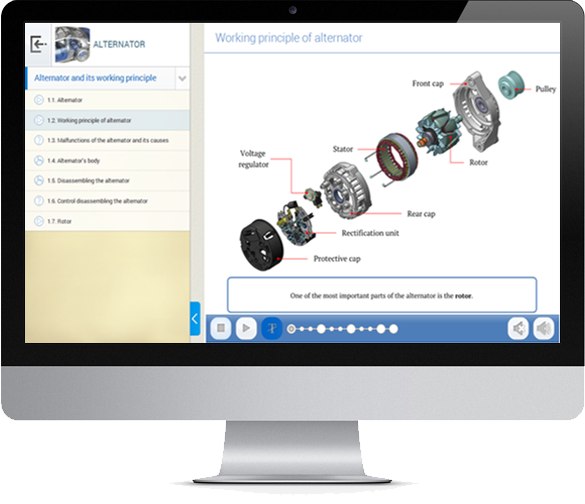 ALTERNATOR
Alternator and its working principle
1.1. Alternator
1.2. Working principle of alternator
1.3. Malfunctions of the alternator and its causes
1.4. Alternator's body
1.5. Disassembling the alternator
1.6. Control disassembling the alternator
1.7. Rotor
Working principle of alternator
Front cap
Pulley
Stator
Rotor
Voltage
regulator
Rear cap
Rectification unit
Protective cap
One of the most important parts of the alternator is the rotor.